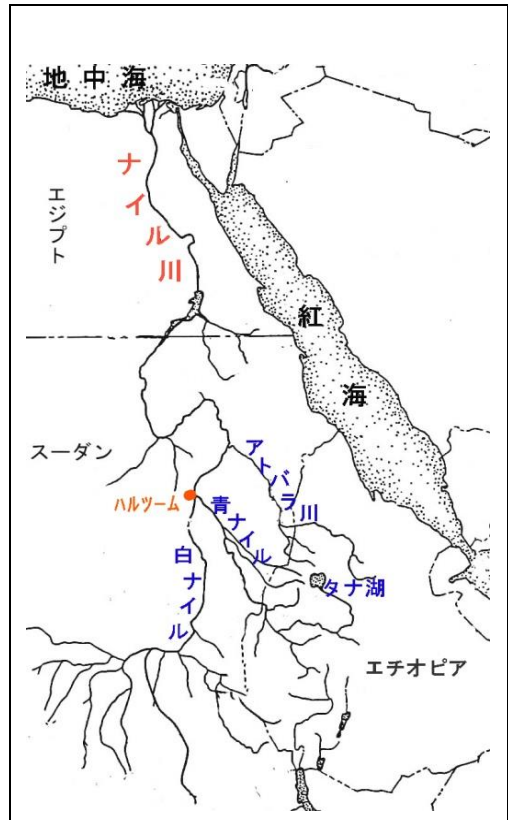 地中海
ナイル川
エジプト
紅海
スーダン
アトバラ川
ハルツーム
青ナトル
白ナイル
タナ湖
エチオピア